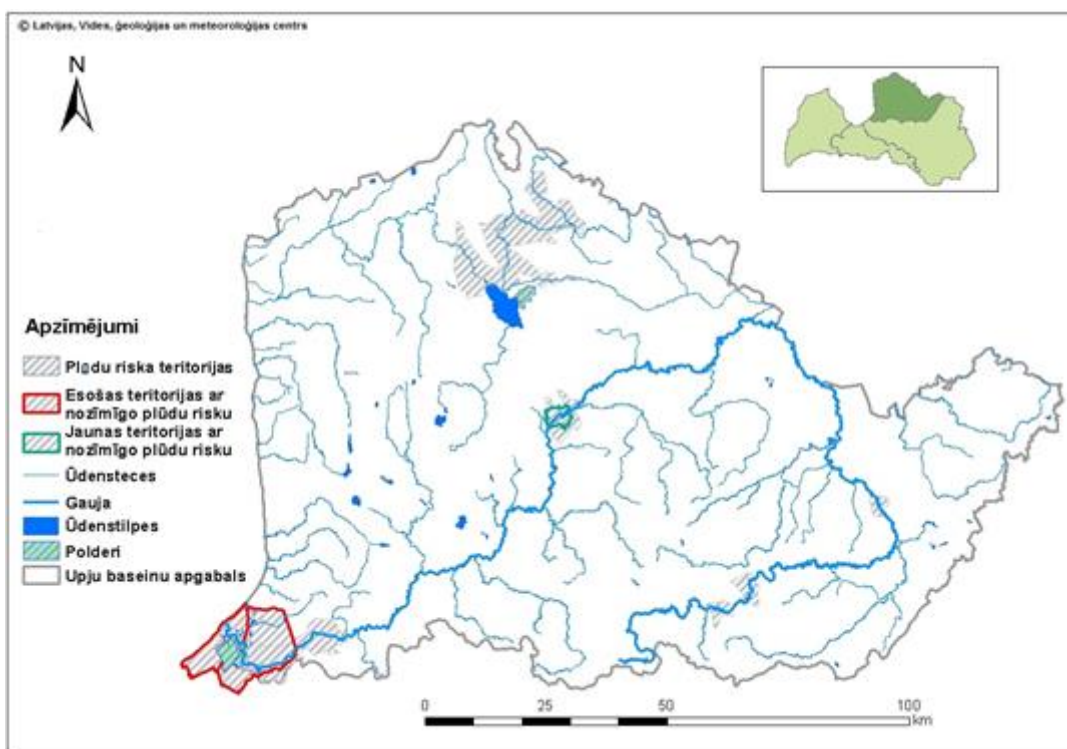 © Latvijas, Vides, ģeoloģijas un meteoroloģijas centrs
N
Apzīmējumi
Plūdu riska teritorijas
Esošas teritorijas ar
nozīmīgo plūdu risku
Jaunas teritorijas ar
nozīmīgo plūdu risku
Ūdensteces
Gauja
Ūdenstilpes
Polderi
Upju baseinu apgabals
0 25 50 100
km